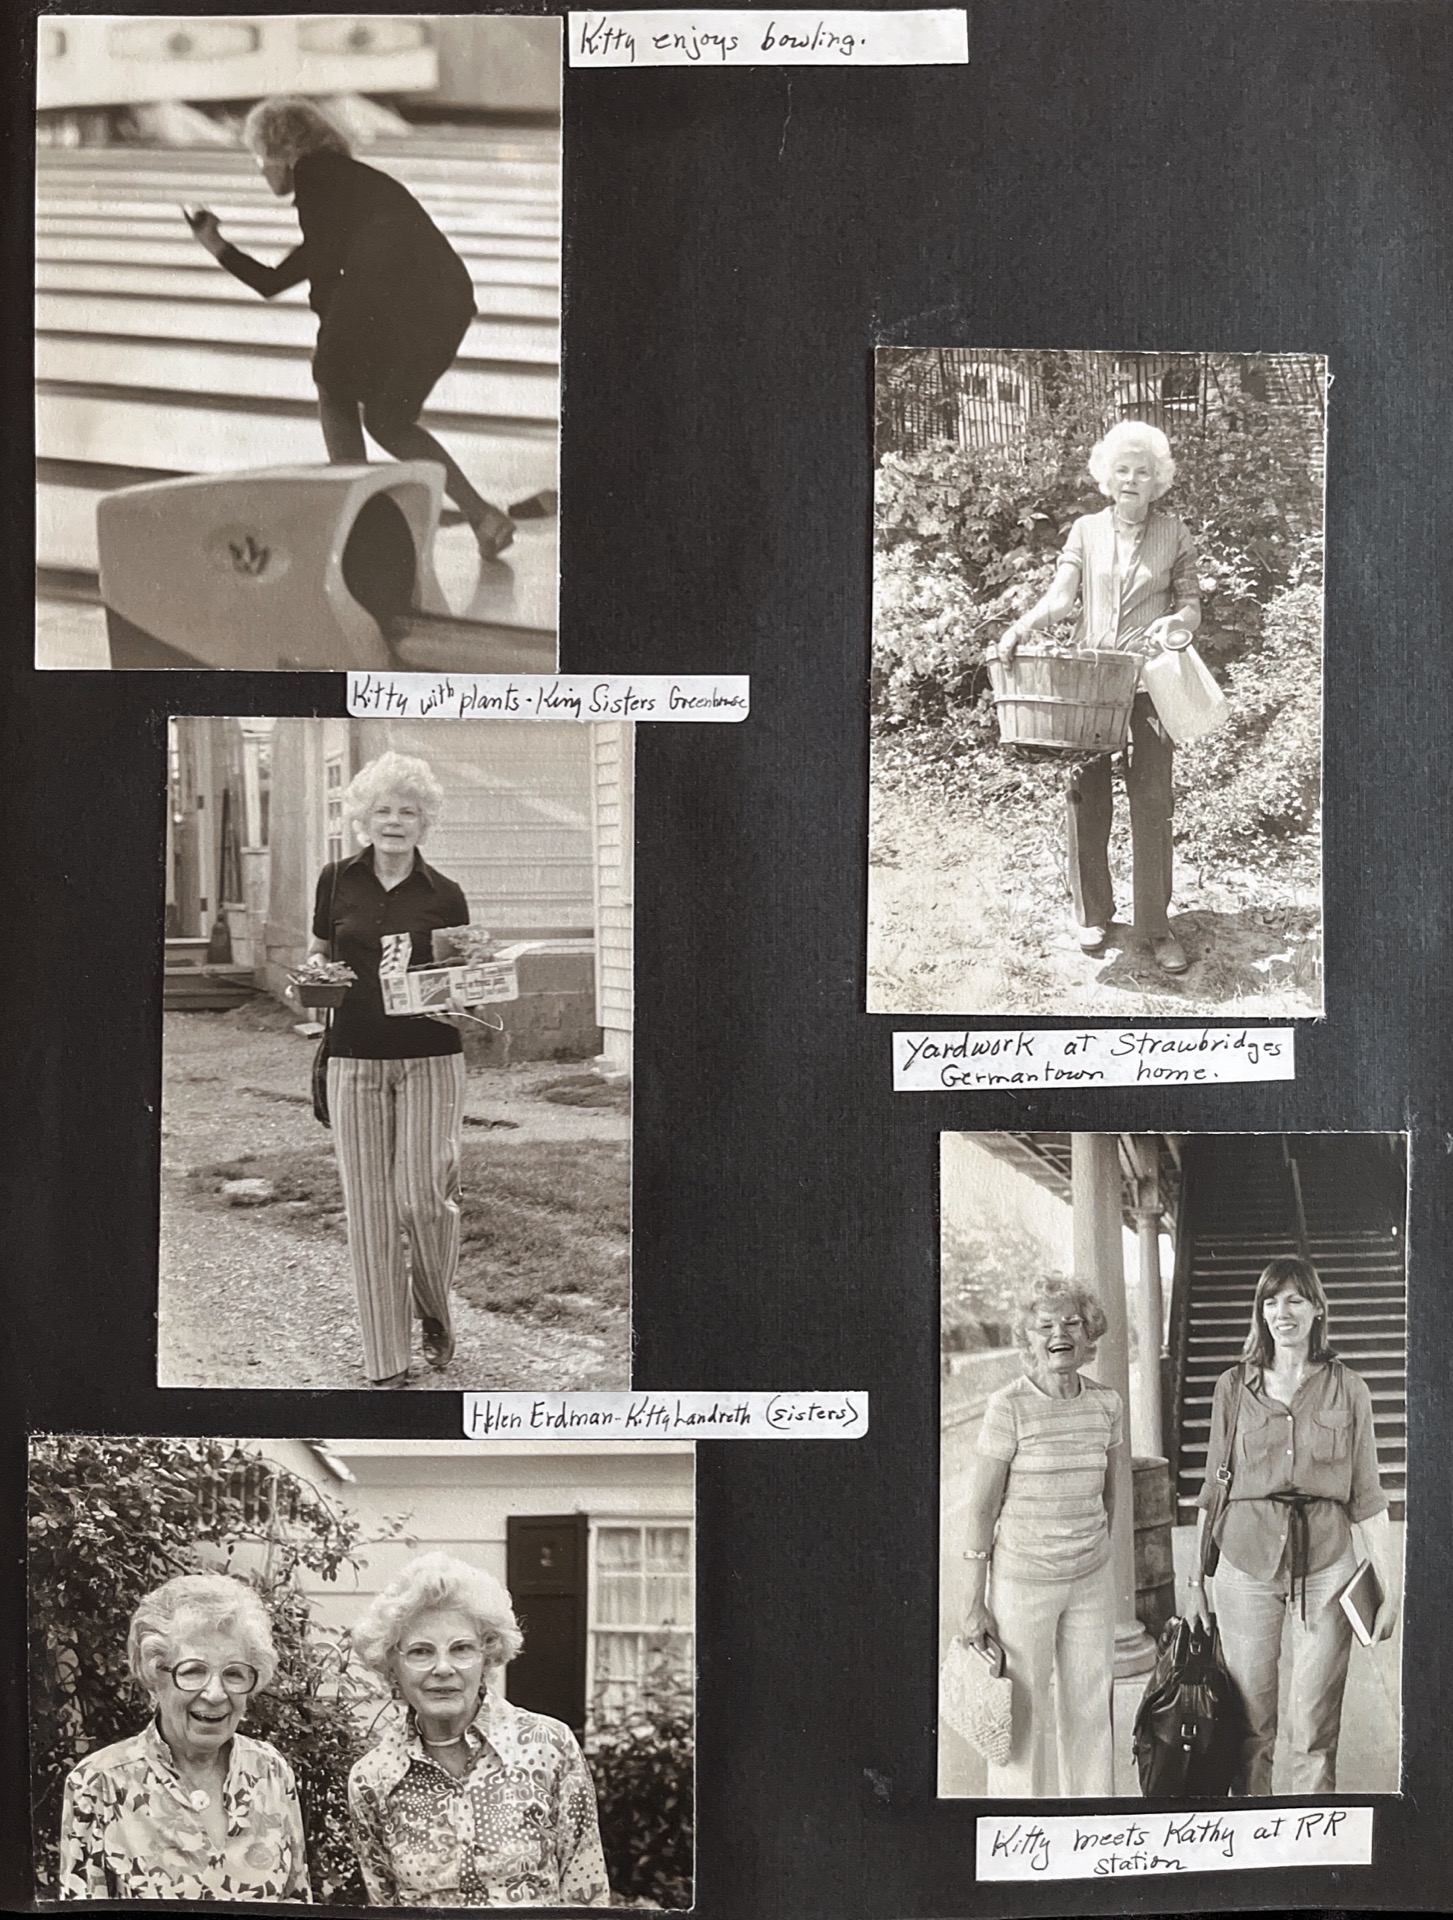 Kitty enjoys bowling.
Kitty with plants - King Sisters Greenhouse
Yardwork at Strawbridges
Germantown home.
Helen Erdman - Kitty Landreth (sisters)
Kitty meets Kathy at RR
station